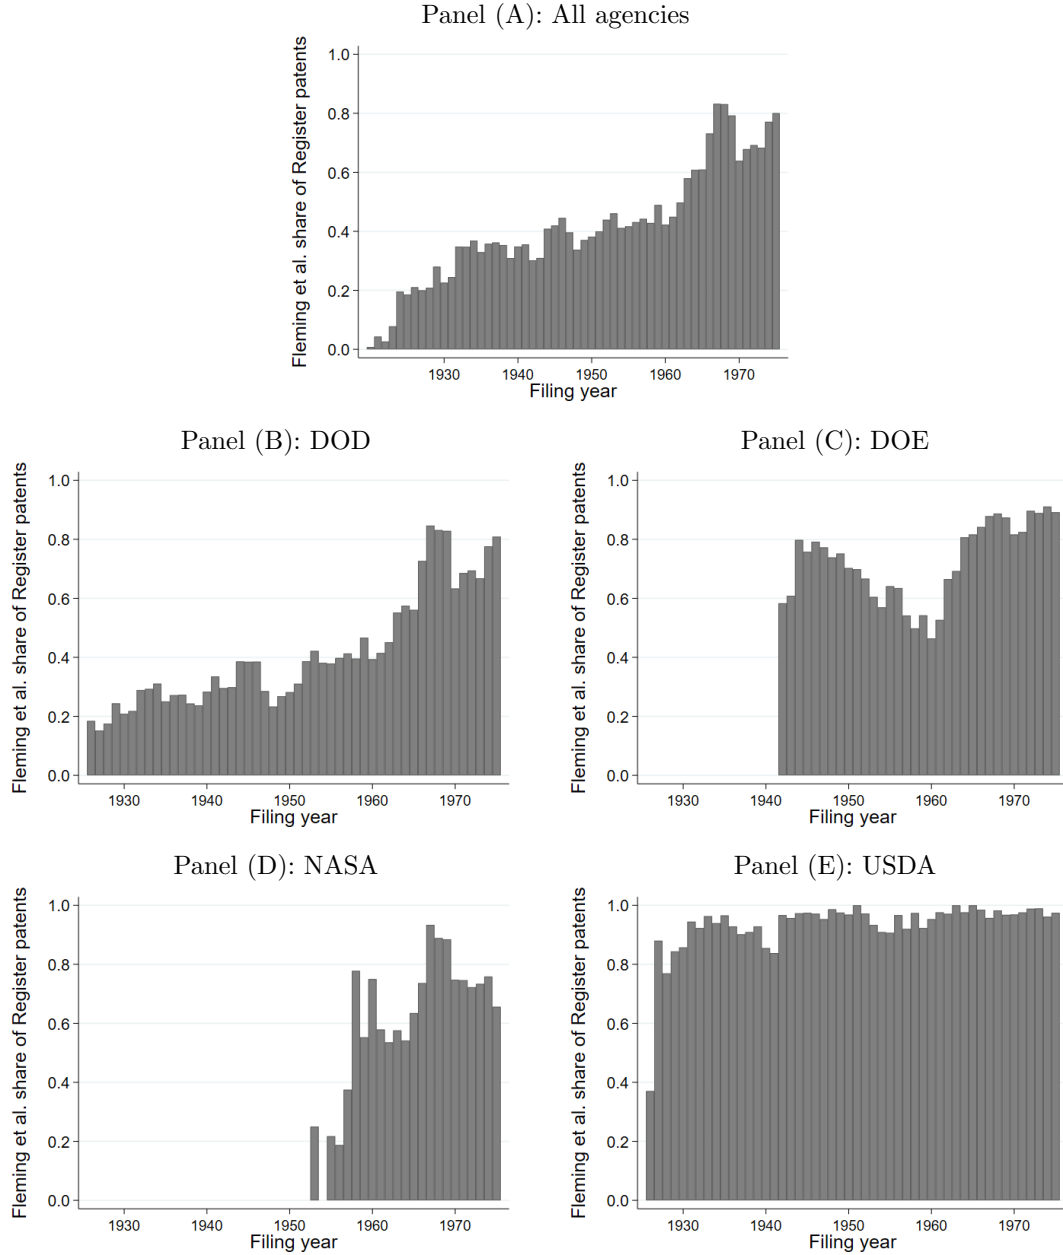 Panel (A): All agencies
Fleming et al. share of Register patents
1.0
0.8
0.6
0.4
0.2
0.0
1930 1940 1950 1960 1970
Filing year
Panel (B): DOD
Fleming et al. share of Register patents
1.0
0.8
0.6
0.4
0.2
0.0
1930 1940 1950 1960 1970
Filing year
Panel (C): DOE
Fleming et al. share of Register patents
1.0
0.8
0.6
0.4
0.2
0.0
1930 1940 1950 1960 1970
Filing year
Panel (D): NASA
Fleming et al. share of Register patents
1.0
0.8
0.6
0.4
0.2
0.0
1930 1940 1950 1960 1970
Filing year
Panel (E): USDA
Fleming et al. share of Register patents
1.0
0.8
0.6
0.4
0.2
0.0
1930 1940 1950 1960 1970
Filing year